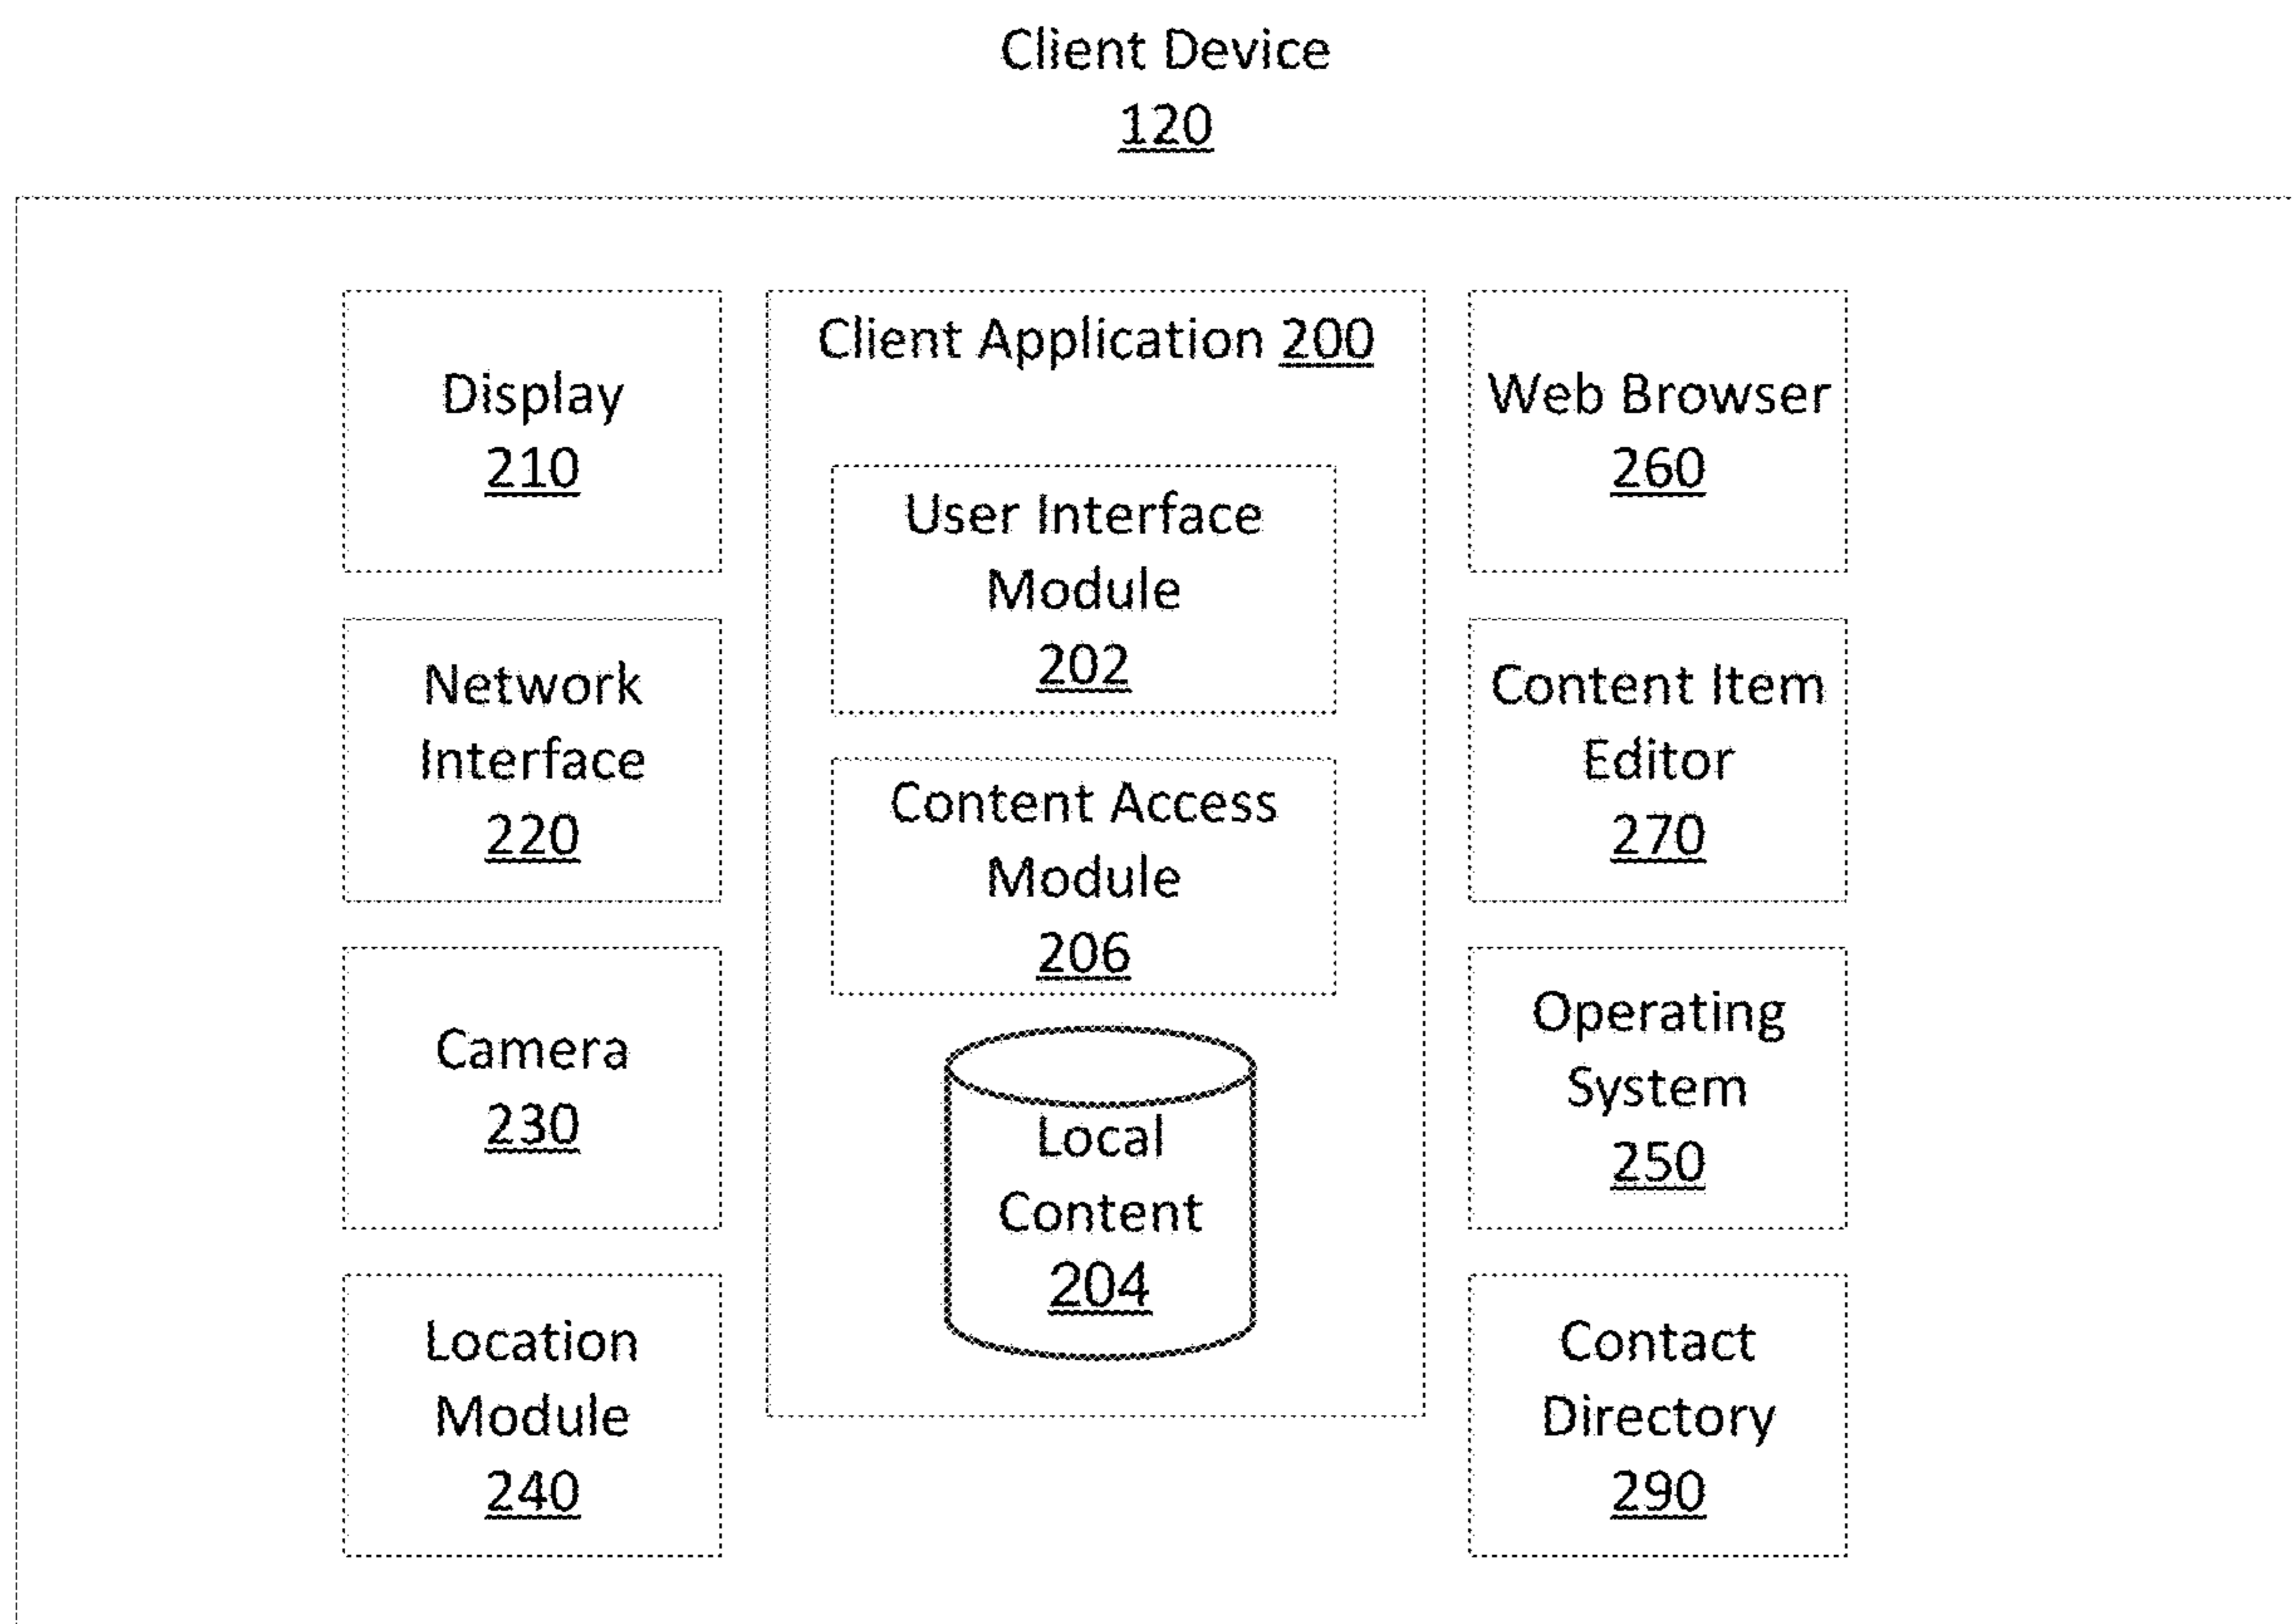 Client Device
120
Display
210
Network
Interface
220
Camera
230
Location
Module
240
Client Application 200
User Interface
Module
202
Content Access
Module
206
Local
Content
204
Web Browser
260
Content Item
Editor
270
Operating
System
250
Contact
Directory
290